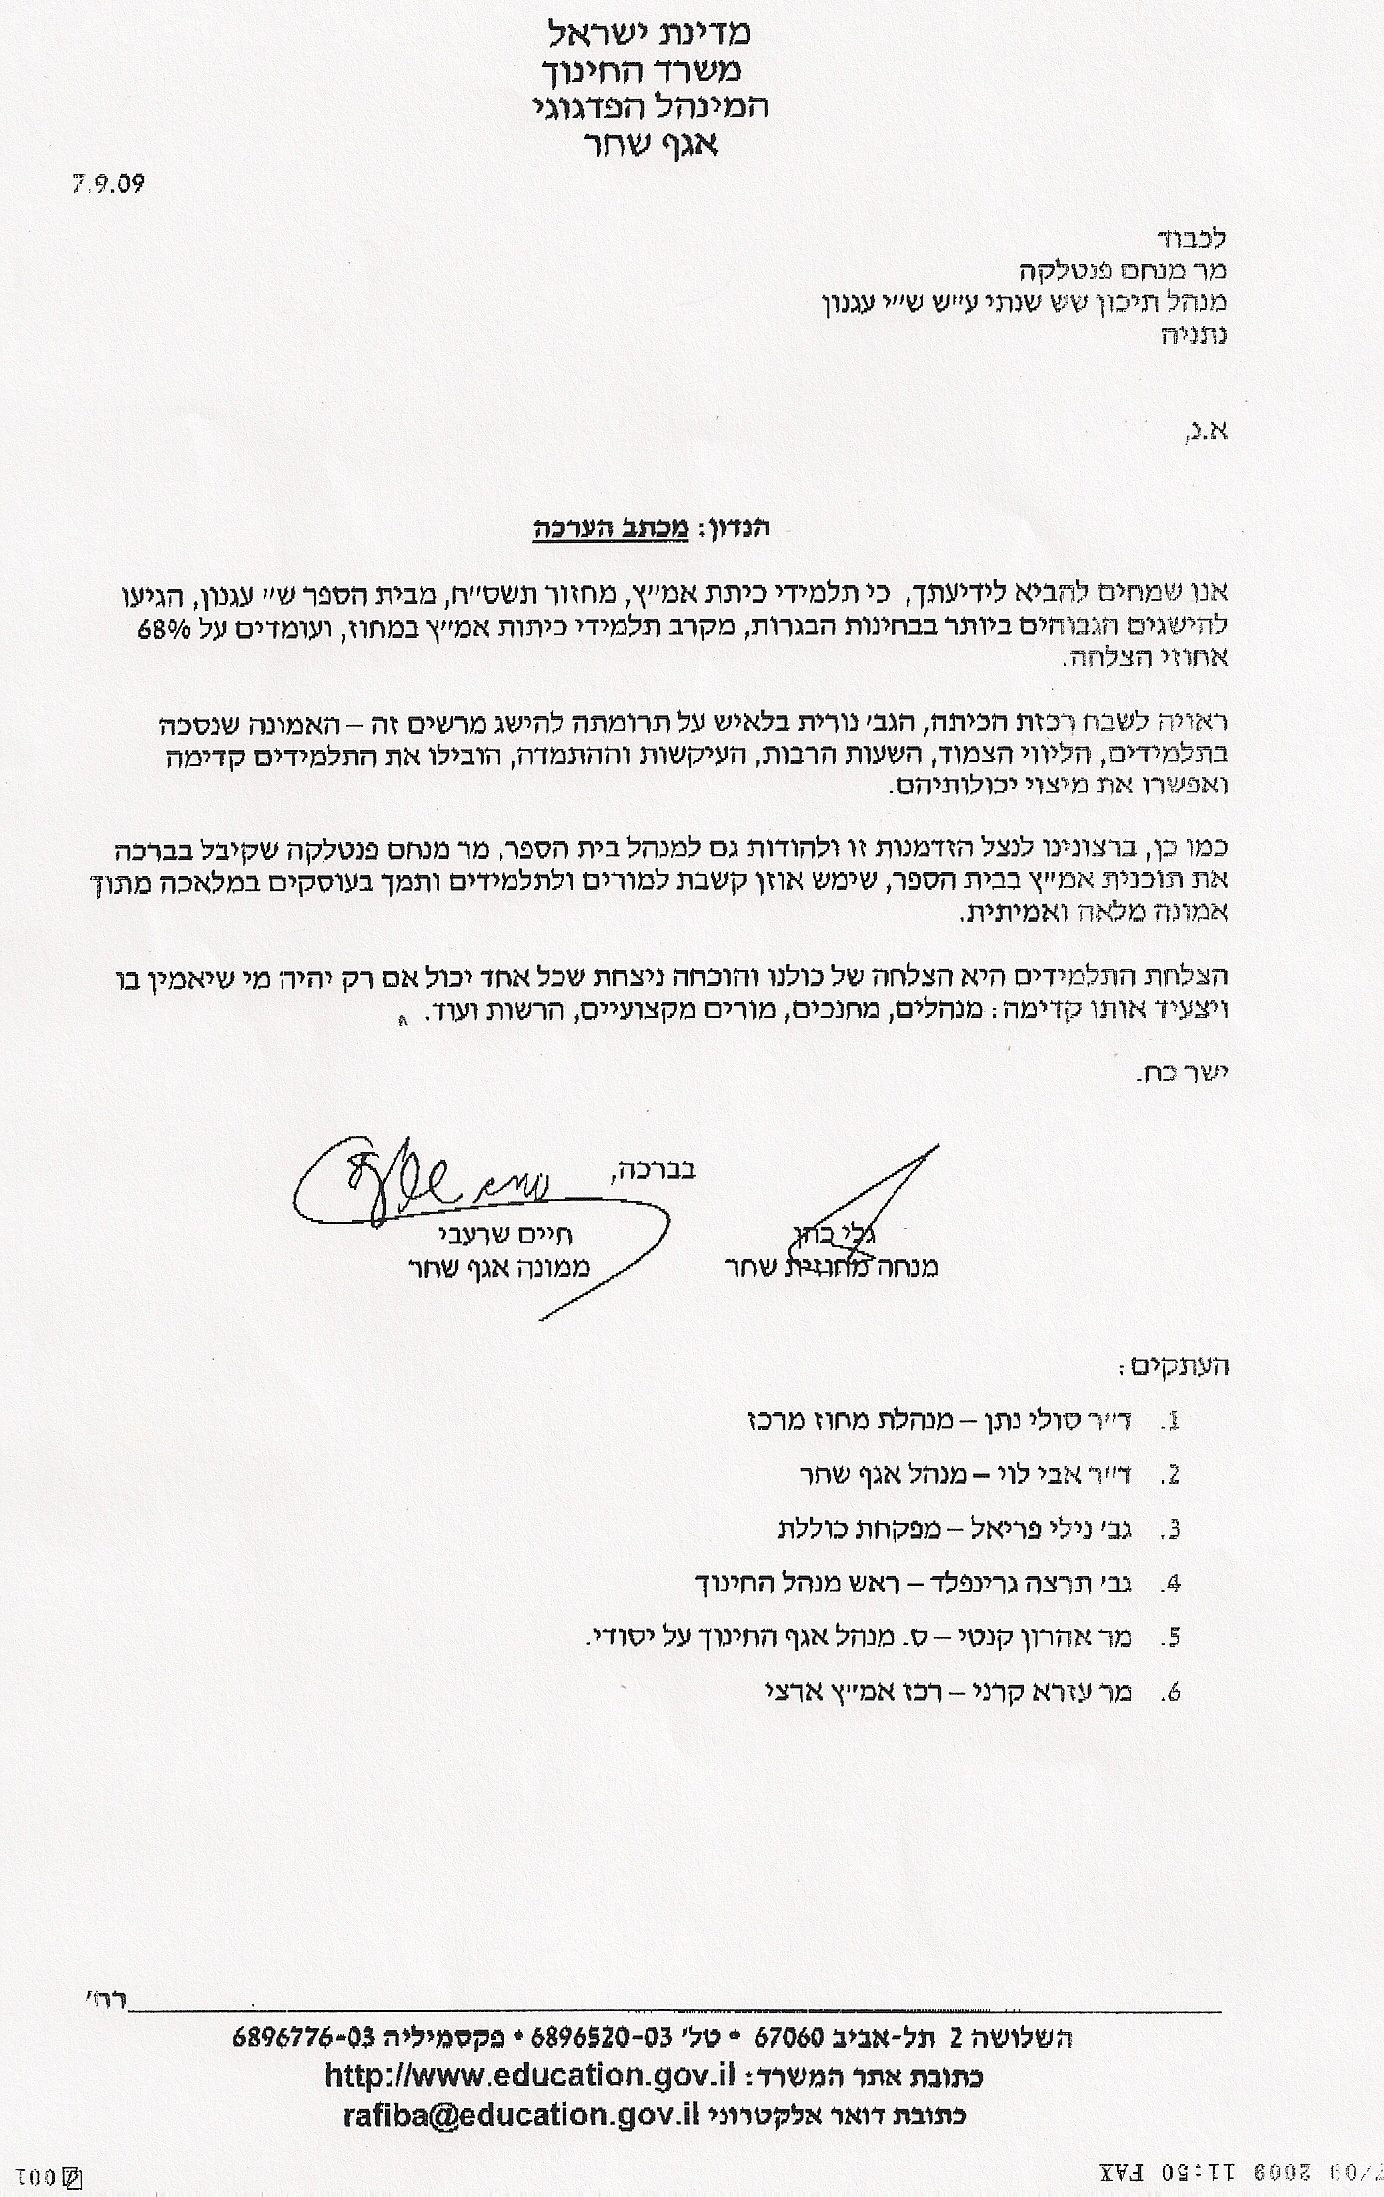 מדינת ישראל
משרד החינוך
המינהל הפדגוגי
אגף שחר
7.9.09
לכבוד
מר מנחם פנטלקה
מנהל תיכון שש שנתי ע״ש ש״י עגנון
נתניה
א.נ,
הנדון: מכתב הערכה
אנו שמחים להביא לידיעתך, כי תלמידי כיתת אמ״ץ, מחזור תשס״ח, מבית הספר ש״י עגנון, הגיעו
להישגים הגבוהים ביותר בבחינות הבגרות, מקרב תלמידי כיתות אמ״ץ במחוז, ועומדים על 68%
אחוזי הצלחה.
ראויה לשבח רכזת הכיתה, הגב׳ נורית בלאיש על תרומתה להישג מרשים זה – האמונה שנסכה
בתלמידים, הליווי הצמוד, השעות הרבות, העיקשות וההתמדה, הובילו את התלמידים קדימה
ואפשרו את מיצוי יכולותיהם.
כמו כן, ברצונינו לנצל הזדמנות זו ולהודות גם למנהל בית הספר, מר מנחם פנטלקה שקיבל בברכה
את תוכנית אמ״ץ בבית הספר, שימש אוזן קשבת למורים ולתלמידים ותמך בעוסקים במלאכה מתוך
אמונה מלאה ואמיתית.
הצלחת התלמידים היא הצלחה של כולנו והוכחה ניצחת שכל אחד יכול אם רק יהיה מי שיאמין בו
ויצעיד אותו קדימה: מנהלים, מחנכים, מורים מקצועיים, הרשות ועוד.
ישר כח.
בברכה,
גלי כהן חיים שרעבי
מנחה מחוזית שחר ממונה אגף שחר
העתקים:
1. ד״ר סולי נתן – מנהלת מחוז מרכז
2. ד״ר אבי לוי – מנהל אגף שחר
3. גב׳ נילי פריאל – מפקחת כוללת
4. גב׳ תרצה גרינפלד – ראש מנהל החינוך
5. מר אהרון קנטי – ס. מנהל אגף החינוך על יסודי.
6. מר עזרא קרני – רכז אמ״ץ ארצי
רח׳
השלושה 2 תל-אביב 67060 • טל׳ 6896520-03 • פקסמיליה 6896776-03
כתובת אתר המשרד: http://www.education.gov.il
כתובת דואר אלקטרוני rafiba@education.gov.il
2009 11:50 FAX
001